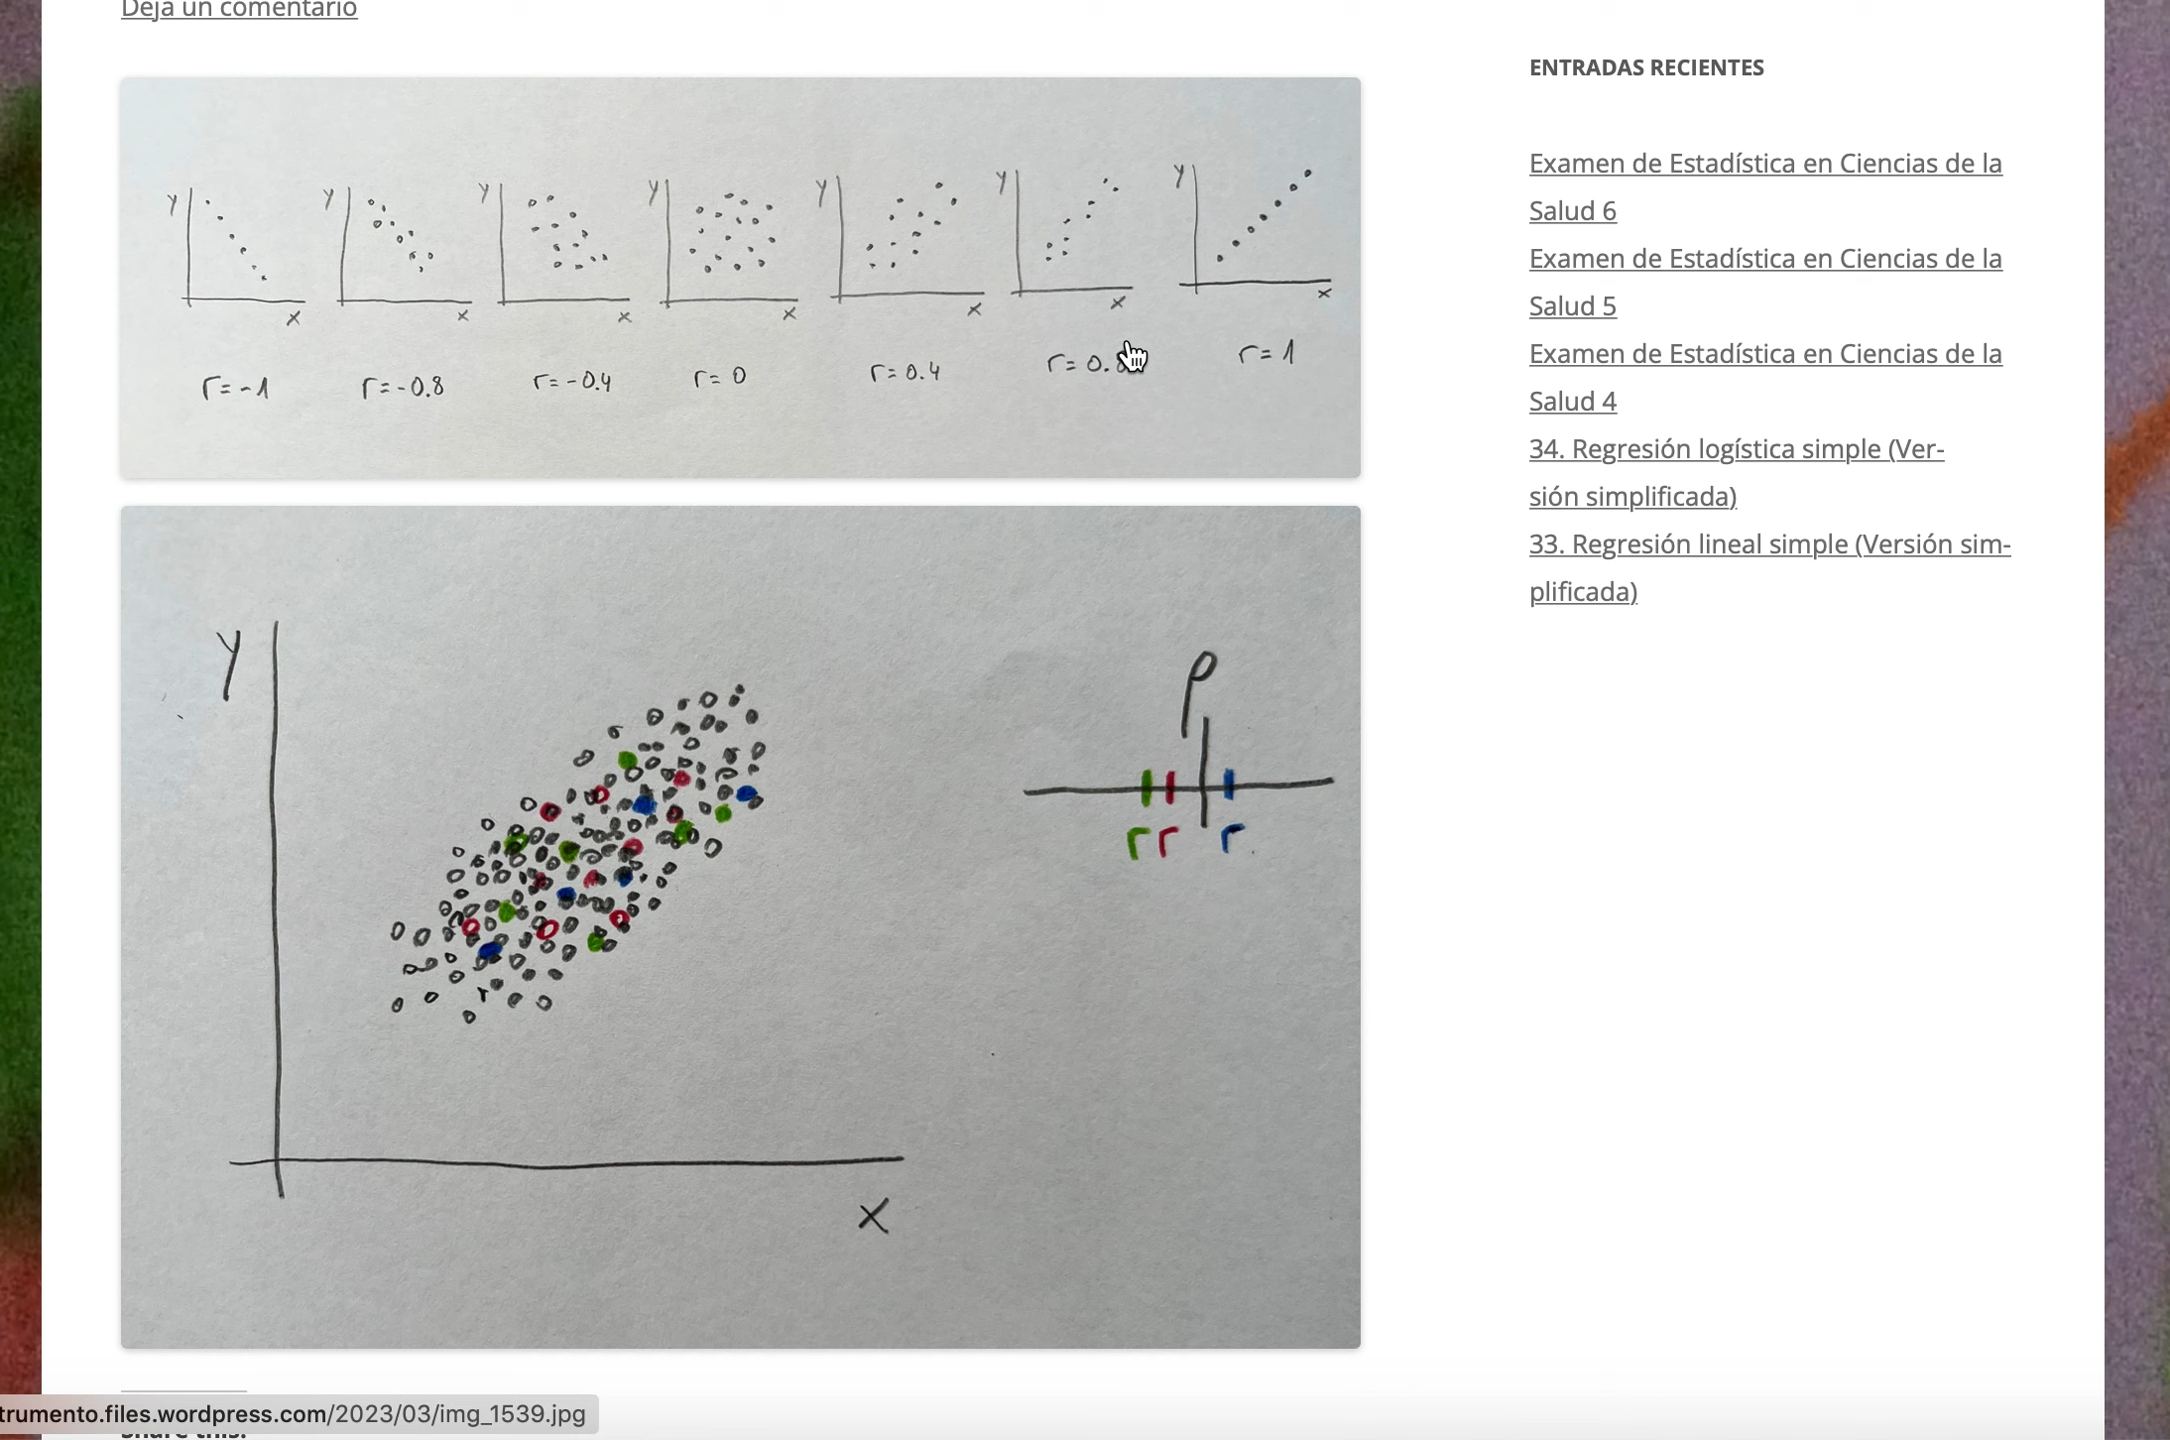 Deja un comentario
Y Y Y Y Y Y Y
X X X X X X X
r=-1 r=-0.8 r=-0.4 r=0 r=0.4 r=0. r=1
Y
ρ
r r r
X
ENTRADAS RECIENTES
Examen de Estadística en Ciencias de la
Salud 6
Examen de Estadística en Ciencias de la
Salud 5
Examen de Estadística en Ciencias de la
Salud 4
34. Regresión logística simple (Ver-
sión simplificada)
33. Regresión lineal simple (Versión sim-
plificada)
trumento.files.wordpress.com/2023/03/img_1539.jpg